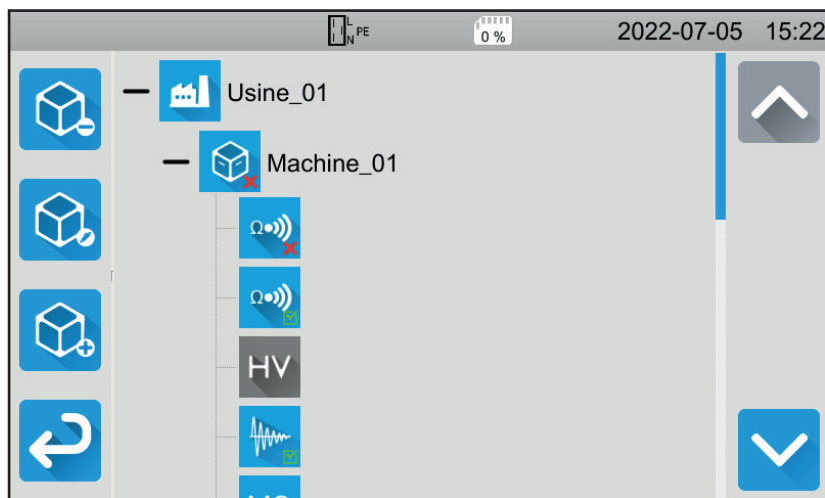 L
N PE
0 %
2022-07-05 15:22
Usine_01
Machine_01
Ω
Ω
HV